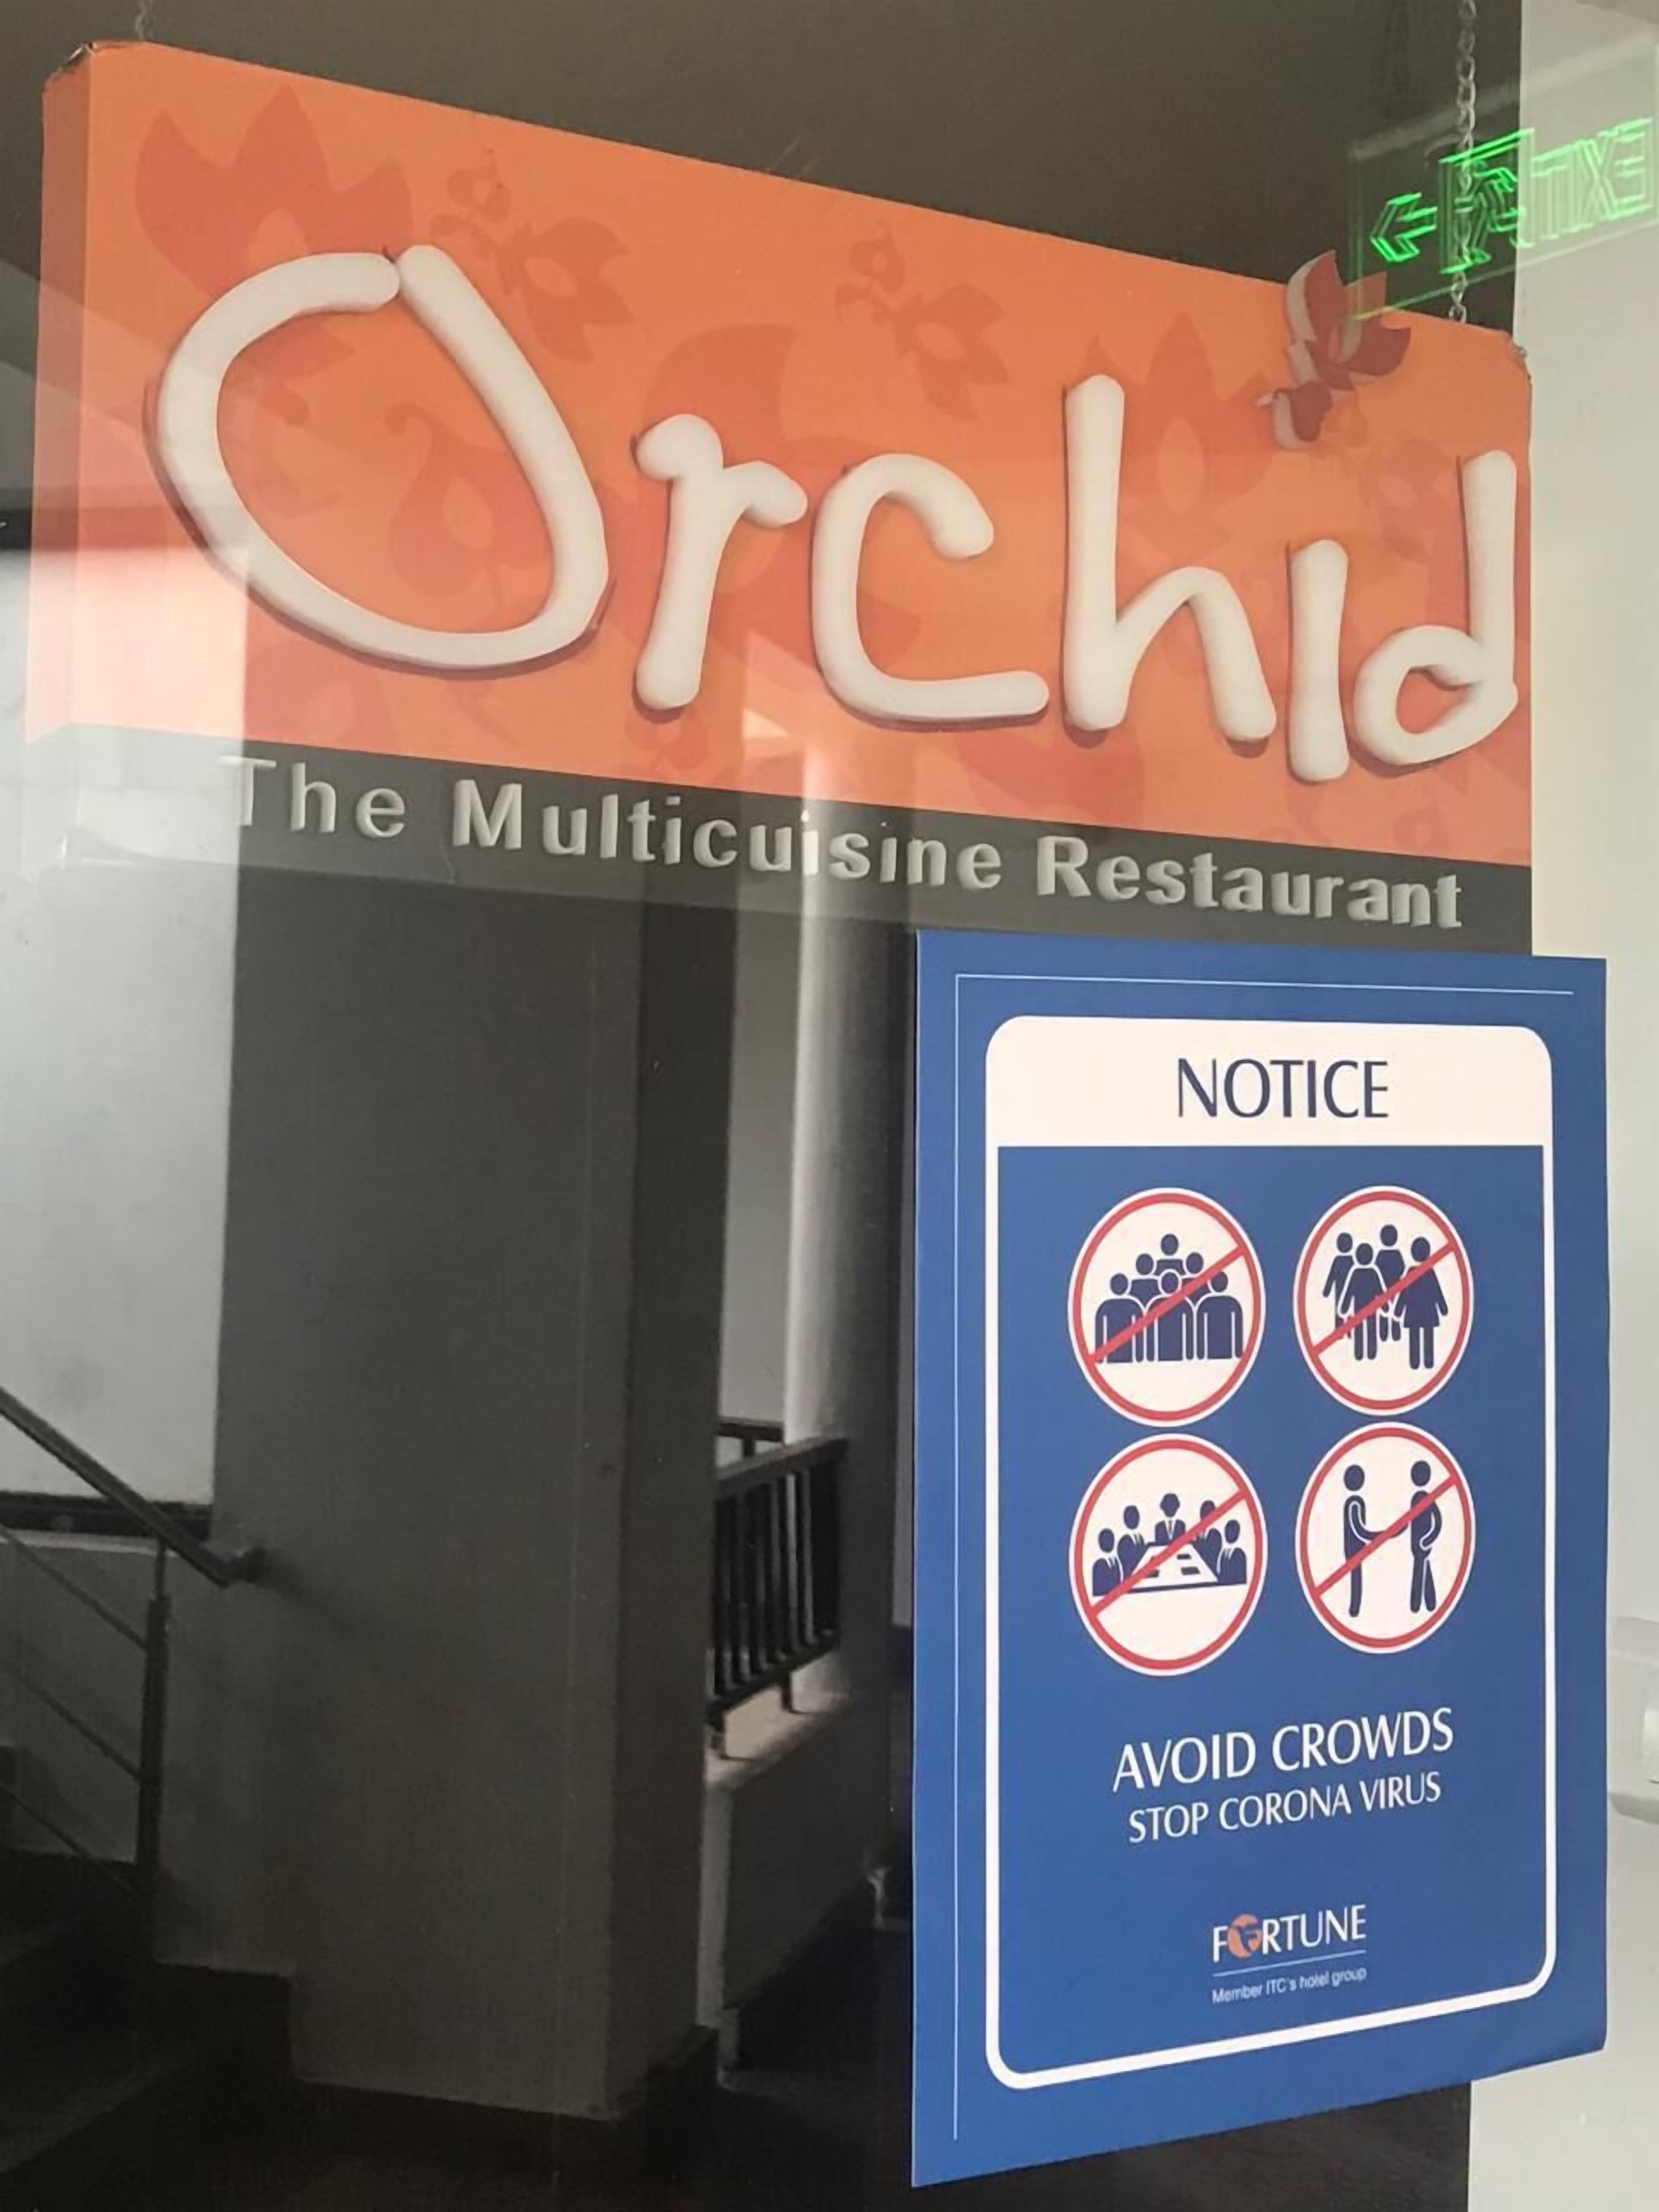 Orchid
The Multicuisine Restaurant
EXIT
NOTICE
AVOID CROWDS
STOP CORONA VIRUS
FORTUNE
Member ITC's hotel group